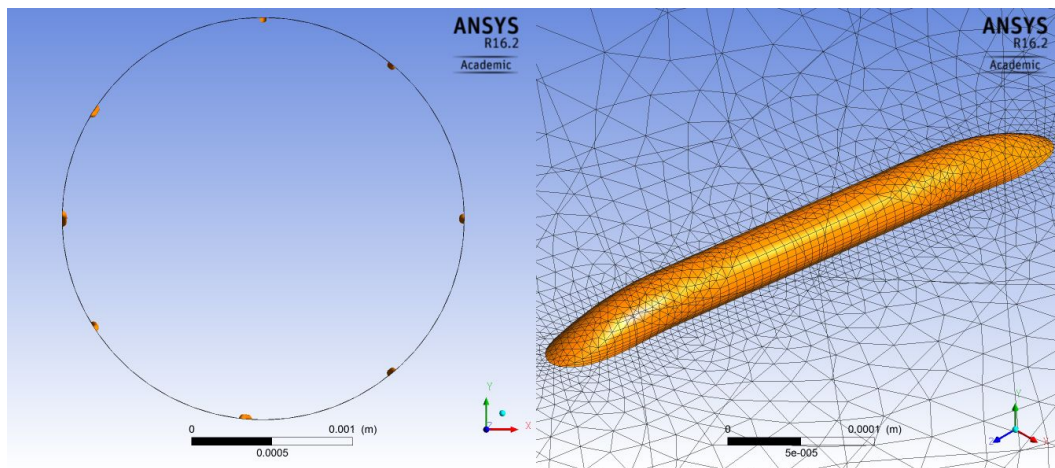 ANSYS
R16.2
Academic
Y
Z
X
0
0.001 (m)
0.0005
ANSYS
R16.2
Academic
Y
Z
X
0
0.0001 (m)
5e-005